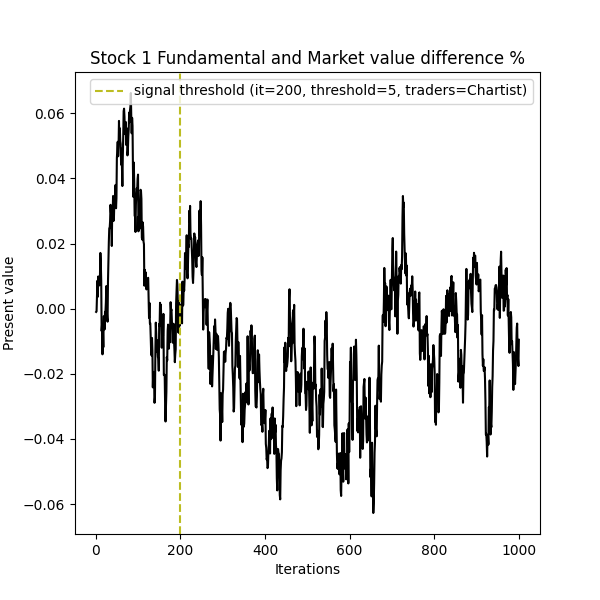 Stock 1 Fundamental and Market value difference %
signal threshold (it=200, threshold=5, traders=Chartist)
0.06
0.04
0.02
0.00
−0.02
−0.04
−0.06
Present value
0 200 400 600 800 1000
Iterations